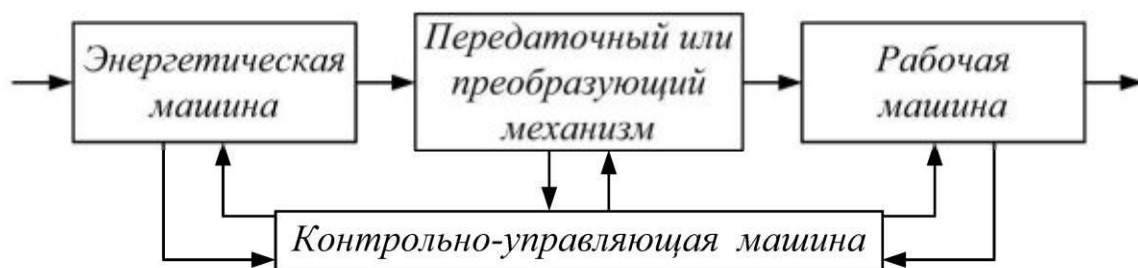 Энергетическая
машина
Передаточный или
преобразующий
механизм
Рабочая
машина
Контрольно-управляющая машина